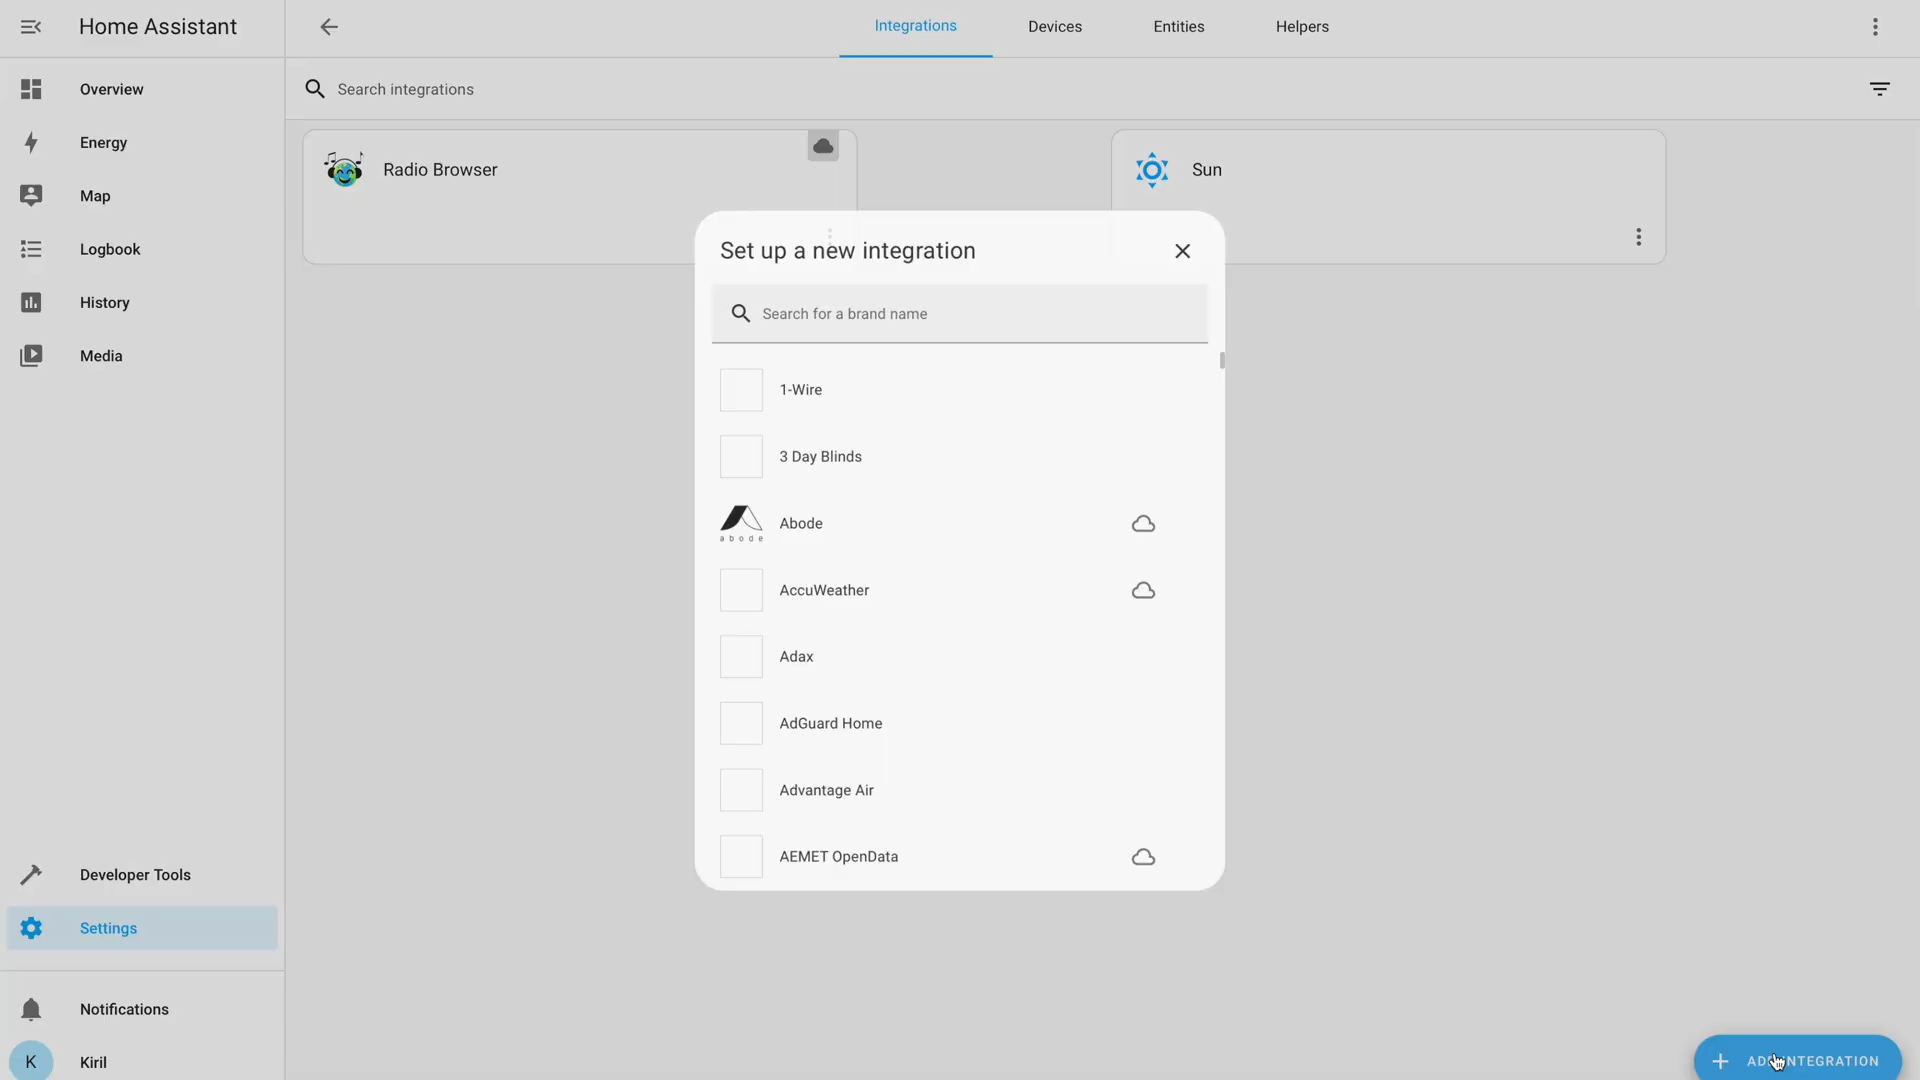 Home Assistant
Integrations
Devices
Entities
Helpers
Overview
Search integrations
Energy
Radio Browser
Sun
Map
Logbook
Set up a new integration
History
Search for a brand name
Media
1-Wire
3 Day Blinds
abode
Abode
AccuWeather
Adax
AdGuard Home
Advantage Air
AEMET OpenData
Developer Tools
Settings
Notifications
K
Kiril
INTEGRATION